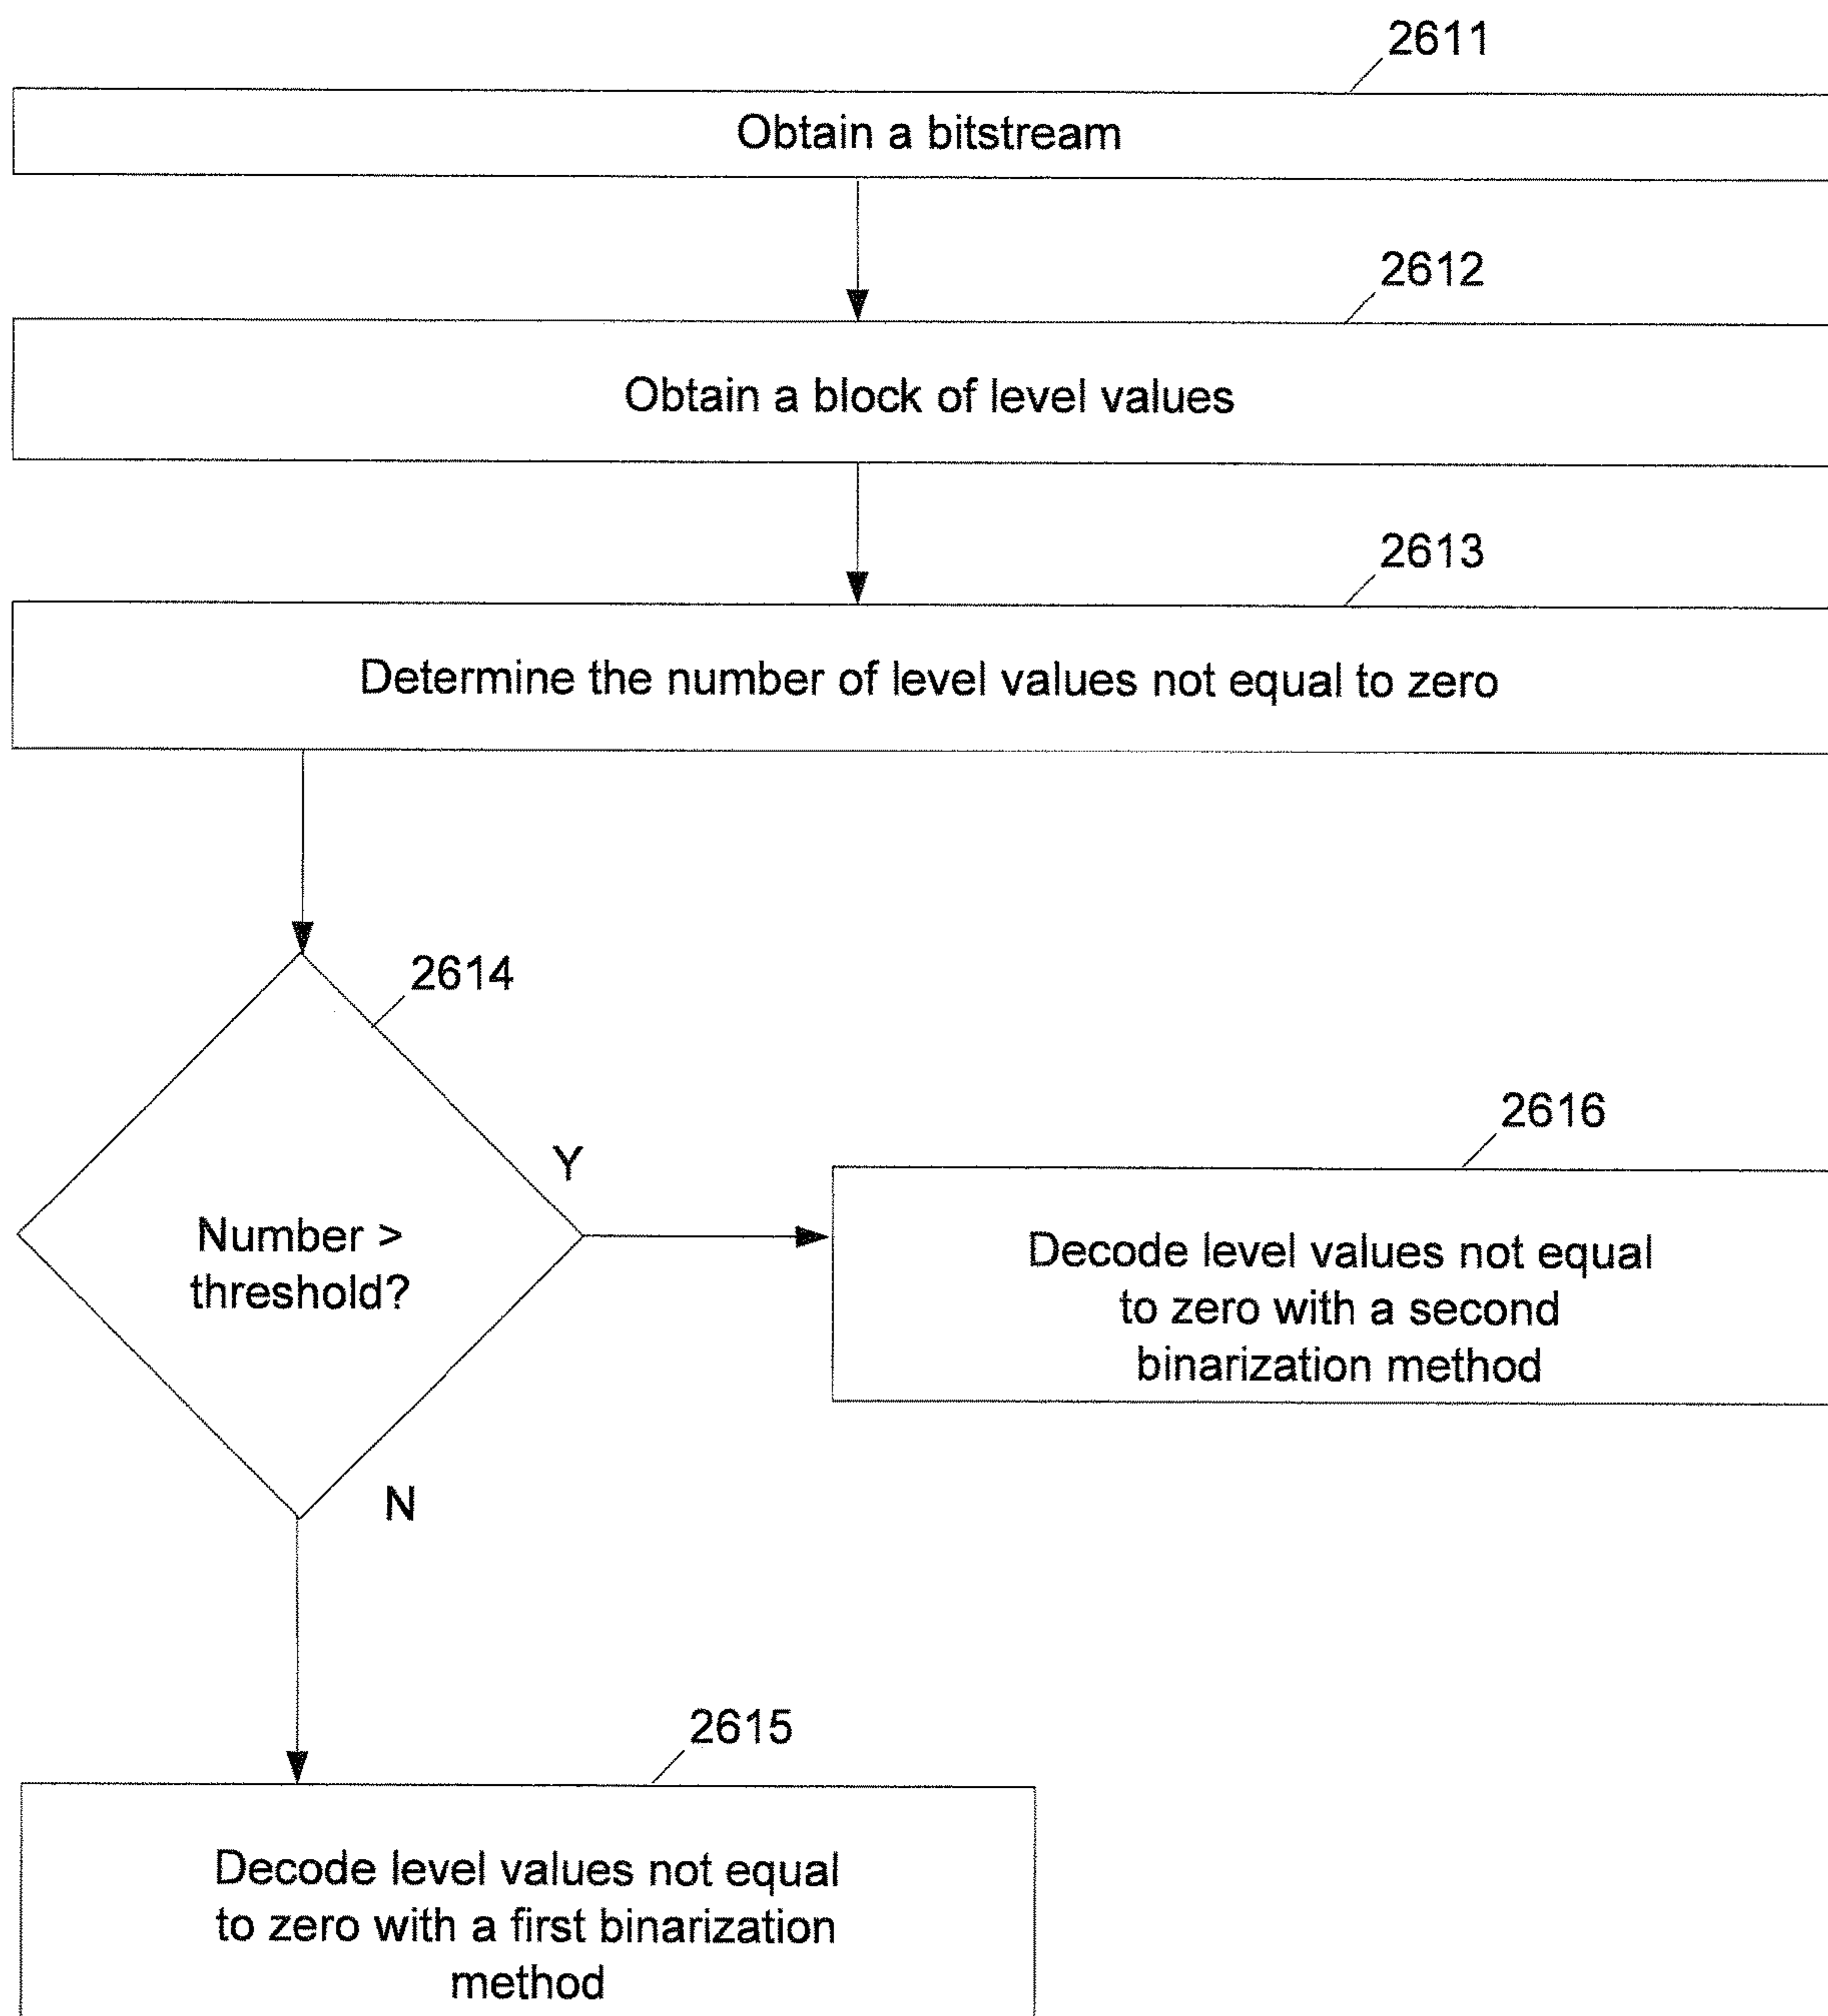 2611
Obtain a bitstream
2612
Obtain a block of level values
2613
Determine the number of level values not equal to zero
2614
Number >
threshold?
Y
N
2616
Decode level values not equal
to zero with a second
binarization method
2615
Decode level values not equal
to zero with a first binarization
method